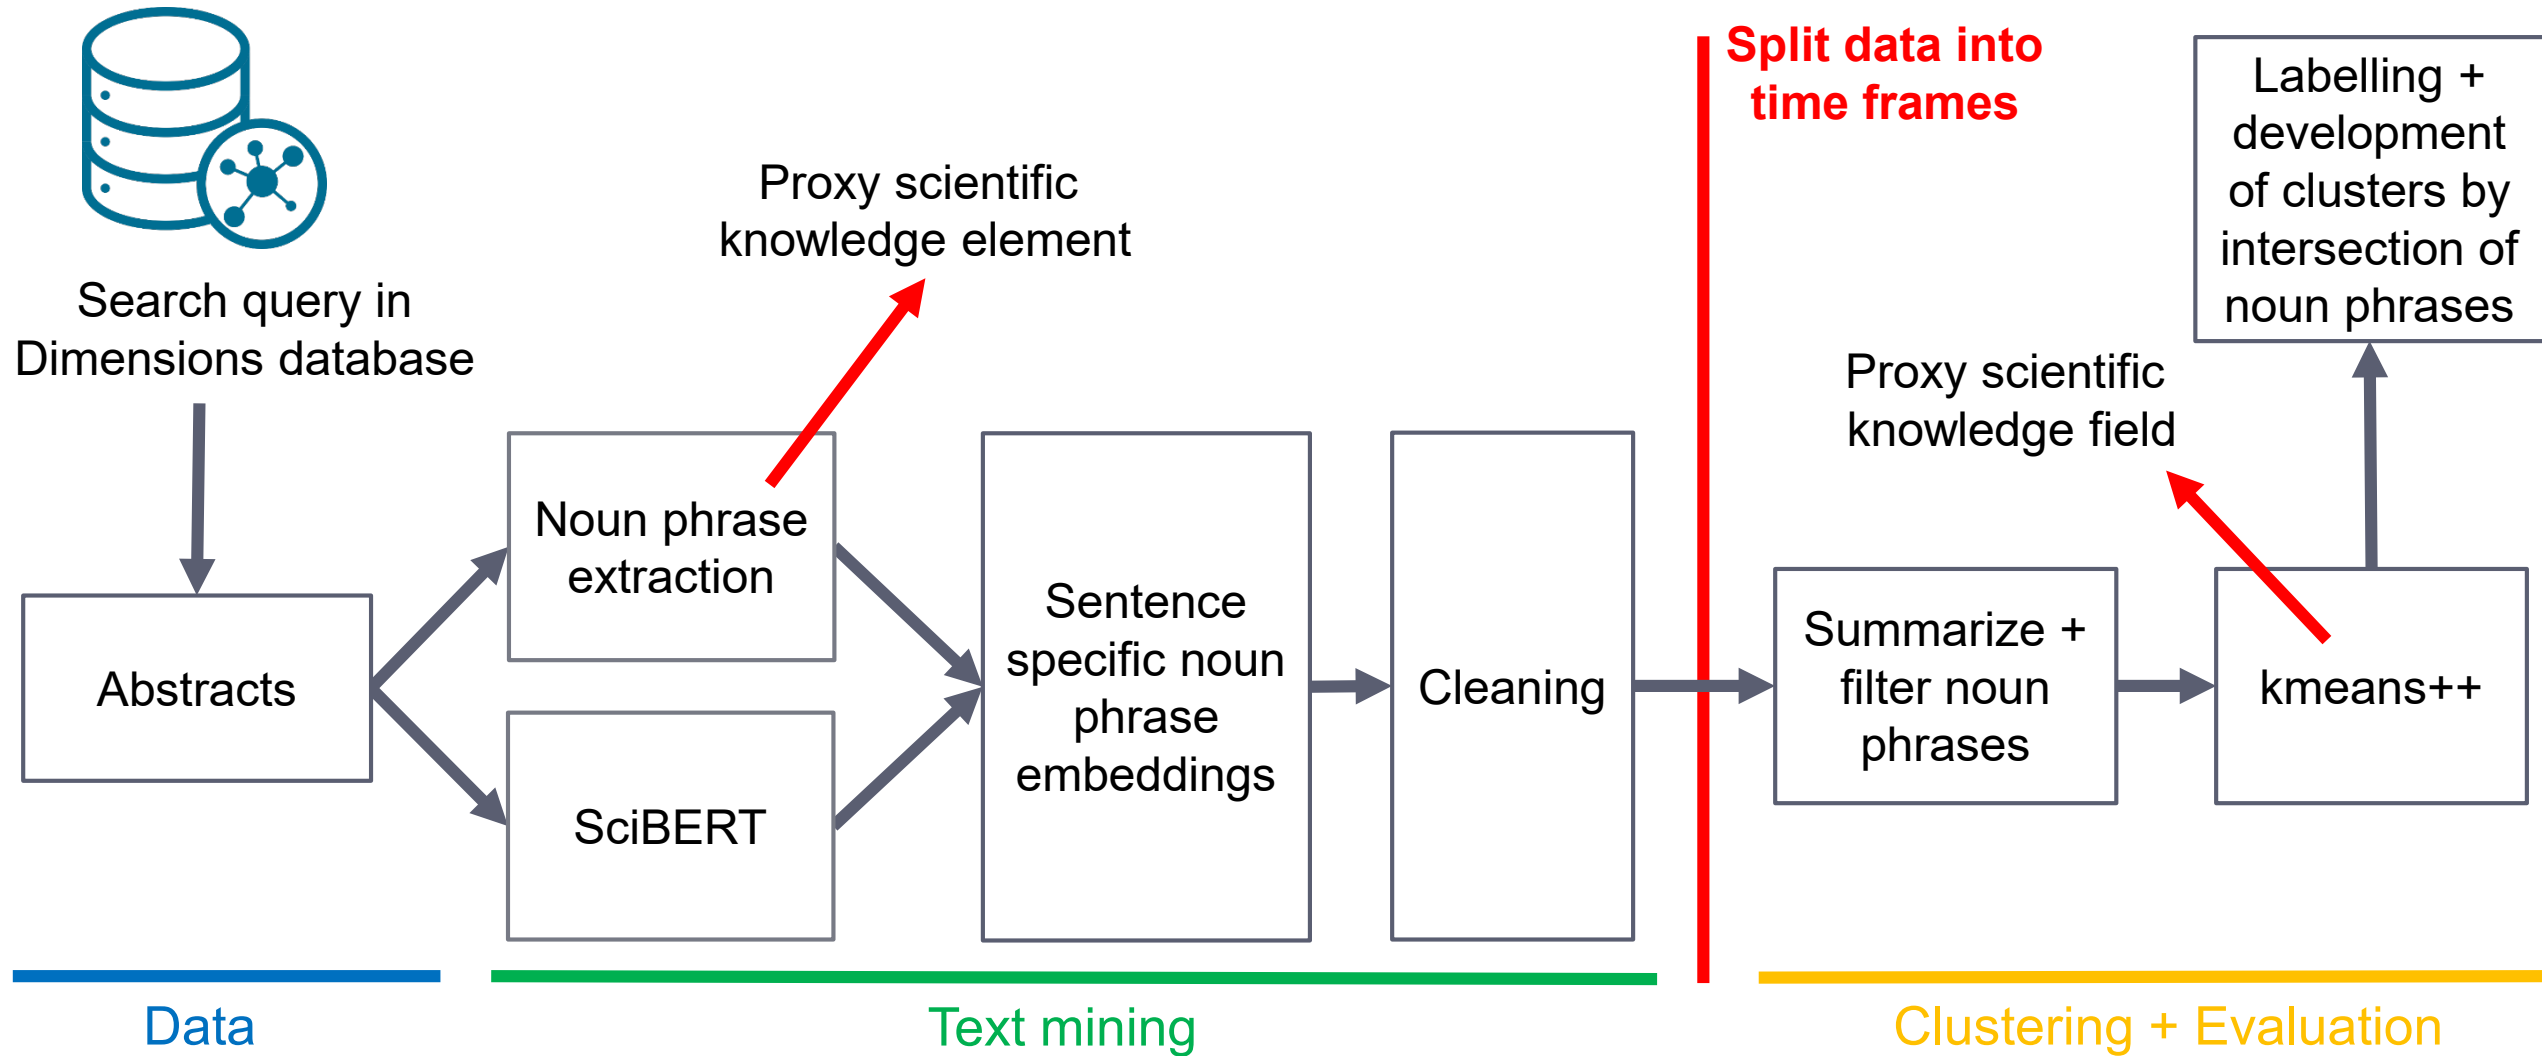 Search query in
Dimensions database
Abstracts
Noun phrase
extraction
SciBERT
Proxy scientific
knowledge element
Sentence
specific noun
phrase
embeddings
Cleaning
Split data into
time frames
Summarize +
filter noun
phrases
kmeans++
Proxy scientific
knowledge field
Labelling +
development
of clusters by
intersection of
noun phrases
Data
Text mining
Clustering + Evaluation